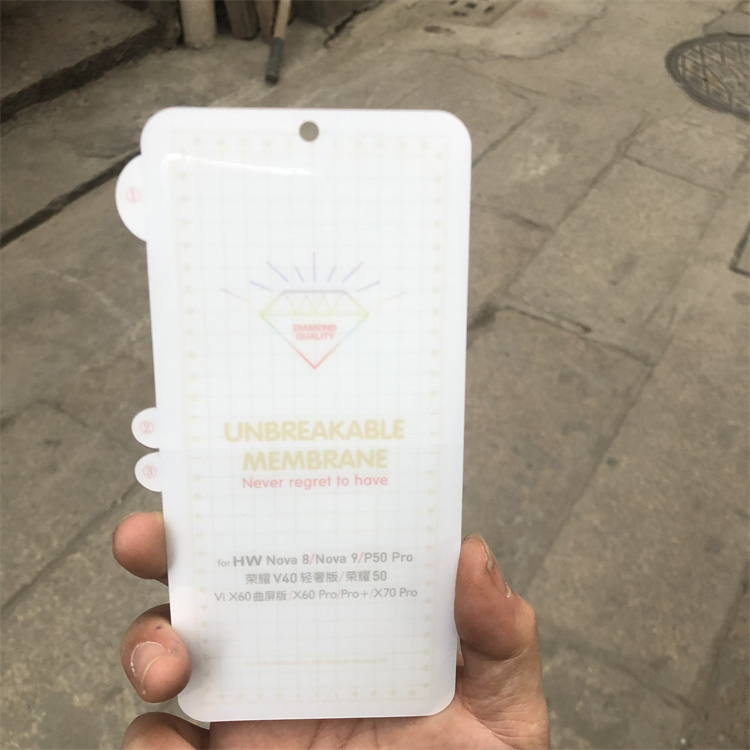 ①
DIAMOND
QUALITY
UNBREAKABLE
MEMBRANE
②
Never regret to have
③
for HW Nova 8/Nova 9/P50 Pro
荣耀V40轻奢版/荣耀50
Vi X60曲屏版/X60 Pro/Pro+/X70 Pro